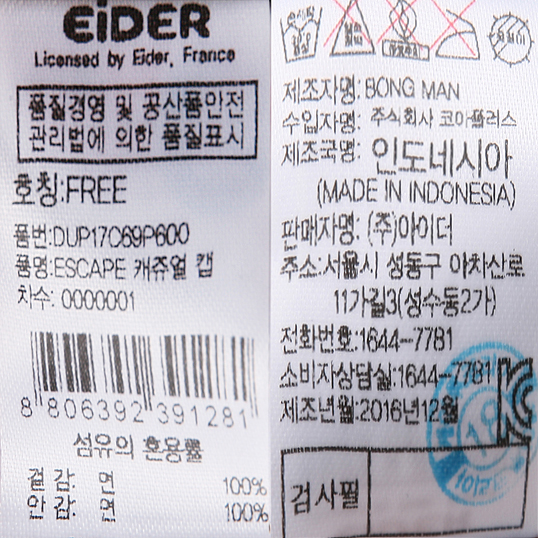 EiDER
Licensed by Eider, France
품질경영 및 공산품안전
관리법에 의한 품질표시
호칭:FREE
품번:DUP17C69P600
품명:ESCAPE 캐쥬얼 캡
차수: 0000001
8 806392 391281
섬유의 혼용률
겉 감: 면 100%
안 감: 면 100%
제조자명: BONG MAN
수입자명: 주식회사 코아플러스
제조국명: 인도네시아
(MADE IN INDONESIA)
판매자명: (주)아이더
주소:서울시 성동구 아차산로
11가길3(성수동2가)
전화번호:1644-7781
소비자상담실:1644-7781
제조년월:2016년12월
검사필